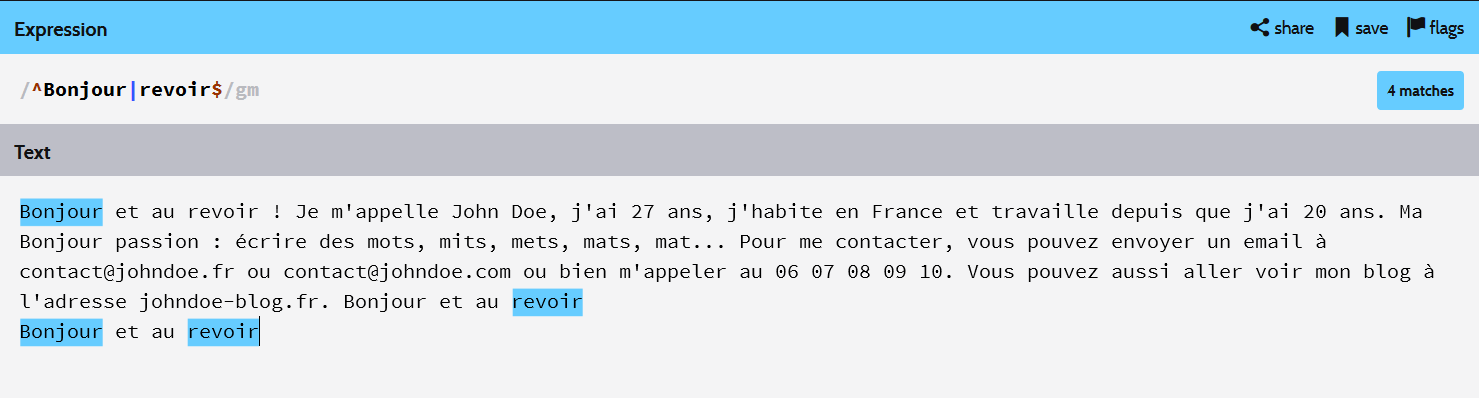 Expression share save flags
/^Bonjour|revoir$/gm 4 matches
Text
Bonjour et au revoir ! Je m'appelle John Doe, j'ai 27 ans, j'habite en France et travaille depuis que j'ai 20 ans. Ma
Bonjour passion : écrire des mots, mits, mets, mats, mat... Pour me contacter, vous pouvez envoyer un email à
contact@johndoe.fr ou contact@johndoe.com ou bien m'appeler au 06 07 08 09 10. Vous pouvez aussi aller voir mon blog à
l'adresse johndoe-blog.fr. Bonjour et au revoir
Bonjour et au revoir